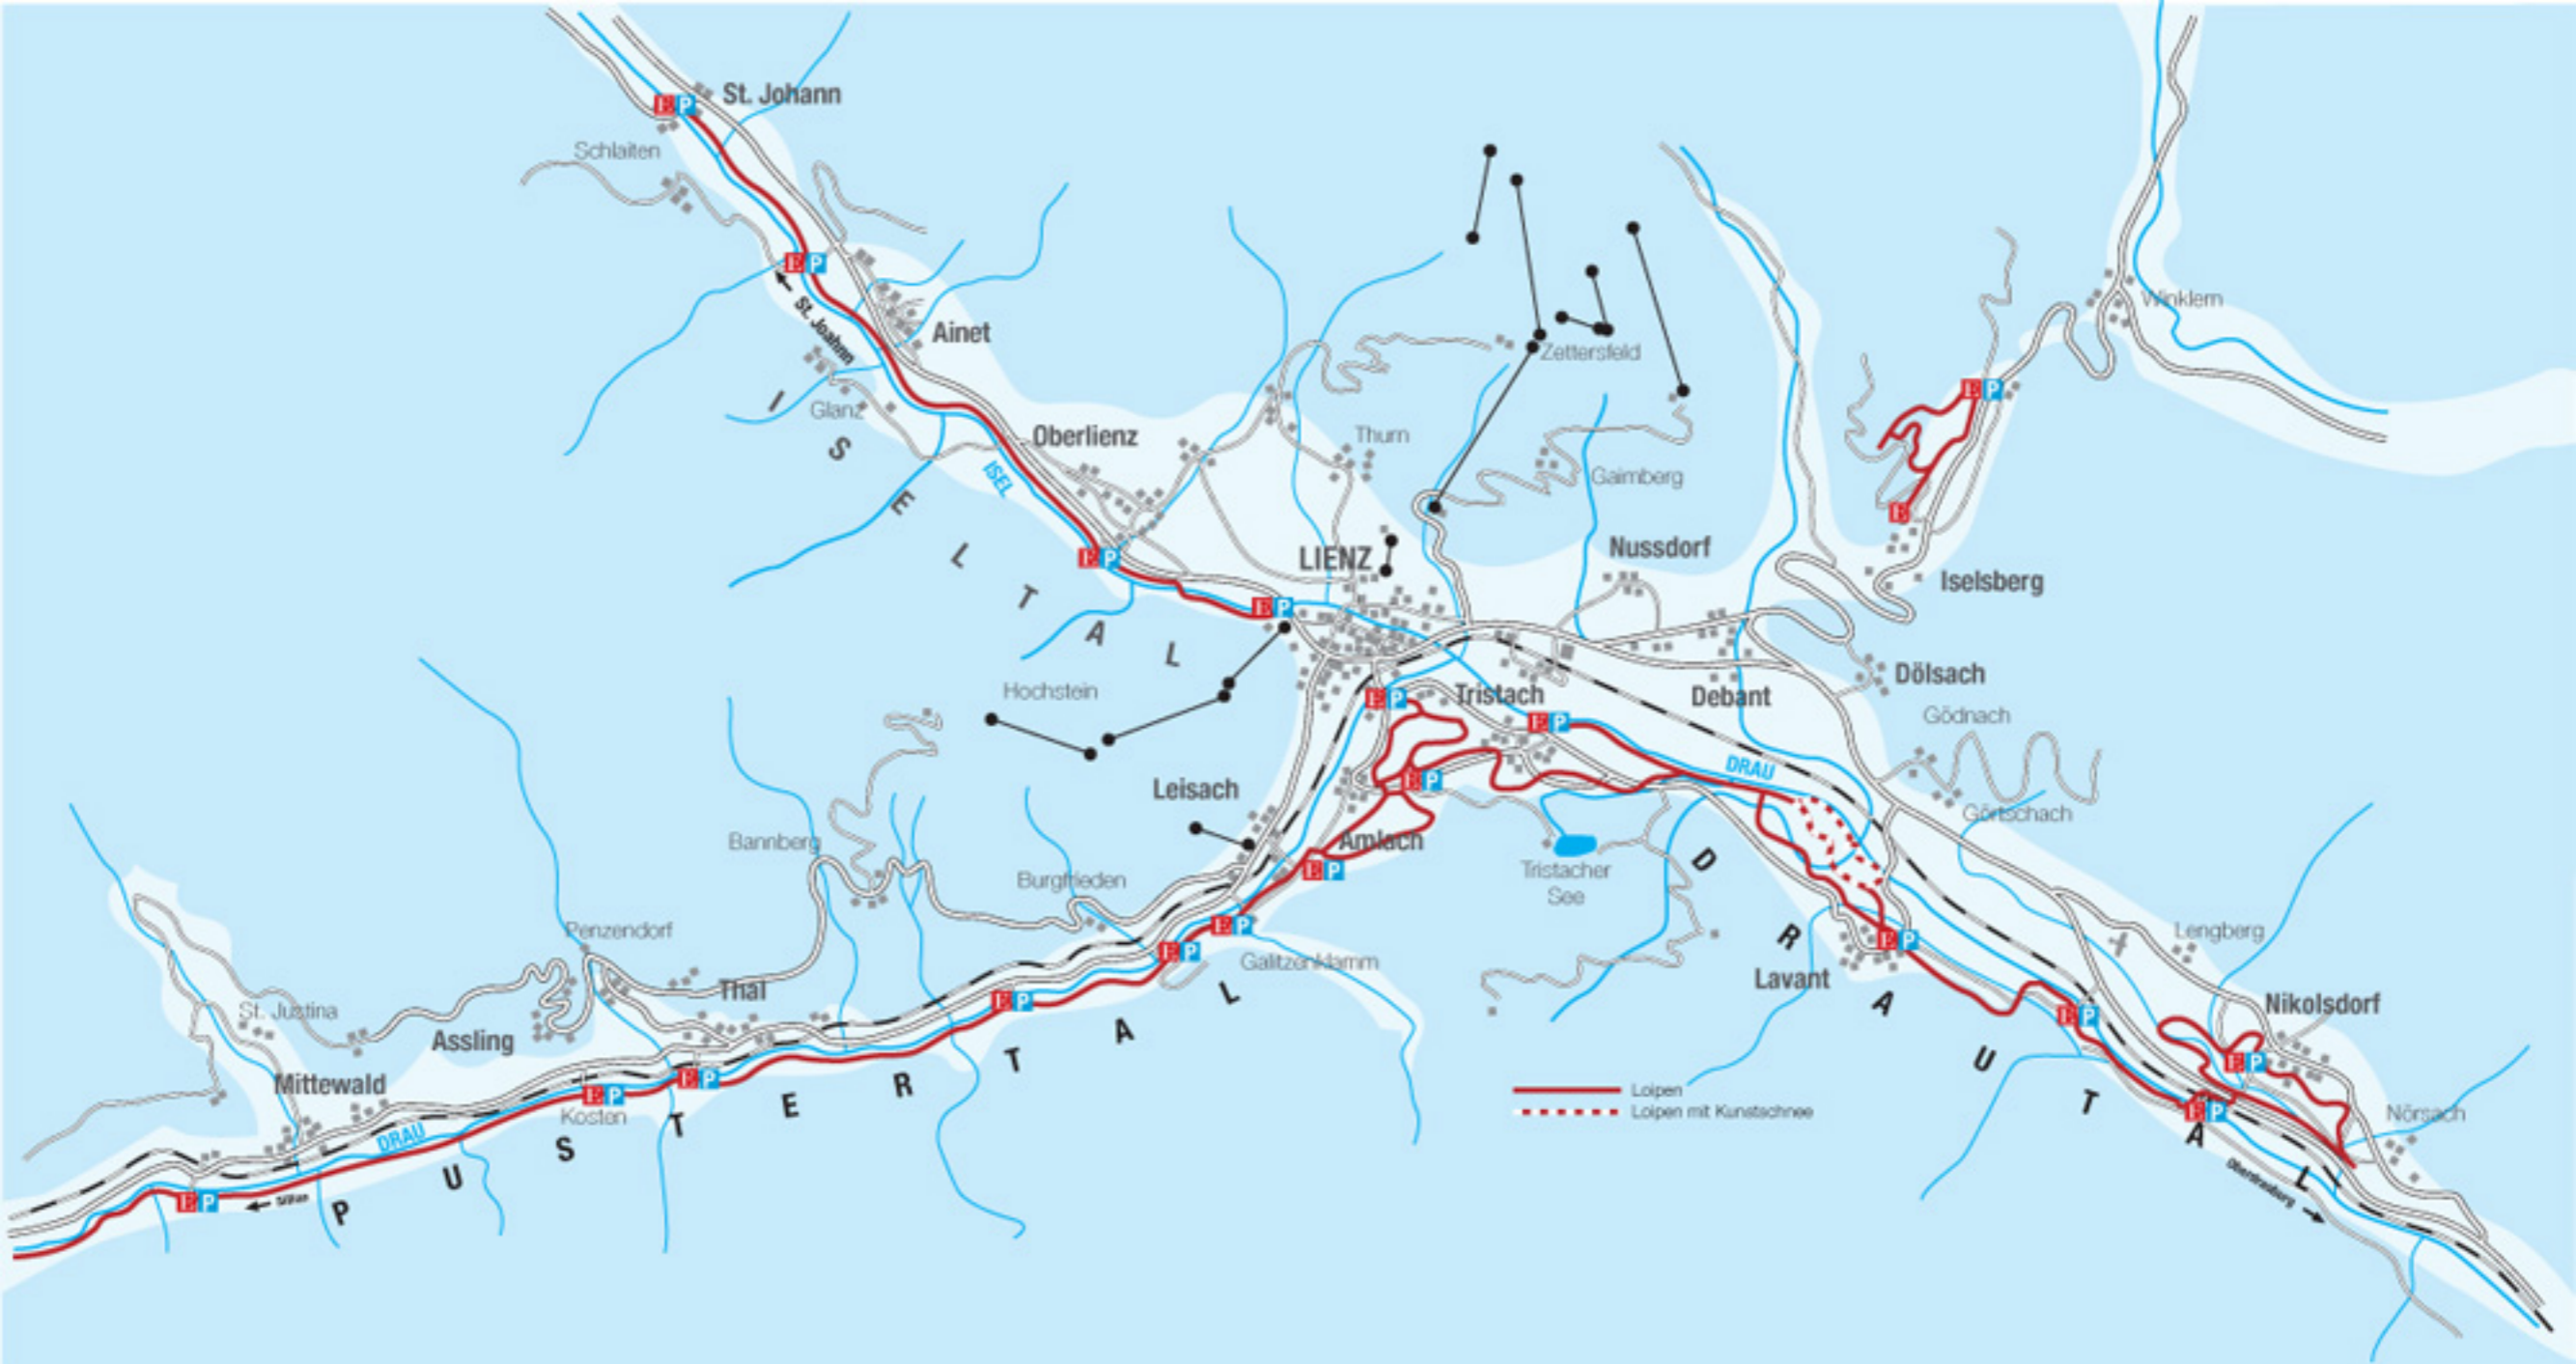 St. Johann
E P
Schlaiten
E P
St. Joahnn
Ainet
Winklern
Zettersfeld
Glanz
E P
Oberlienz
Thurn
ISEL
Gaimberg
E
LIENZ
Nussdorf
E P
Iselsberg
I S E L T A L
E P
Hochstein
E P
Tristach
E P
Debant
Dölsach
Gödnach
DRAU
E P
Leisach
Görtschach
Bannberg
Amlach
E P
Burgfrieden
Tristacher
See
E P
Penzendorf
E P
Galitzenklamm
E P
Lengberg
Lavant
Thal
E P
St. Justina
E P
Nikolsdorf
Assling
E P
Mittewald
E P
E P
Kosten
Loipen
Loipen mit Kunstschnee
E P
Nörsach
DRAU
E P
Sillian
Oberdrauburg
P U S T E R T A L
D R A U T A L